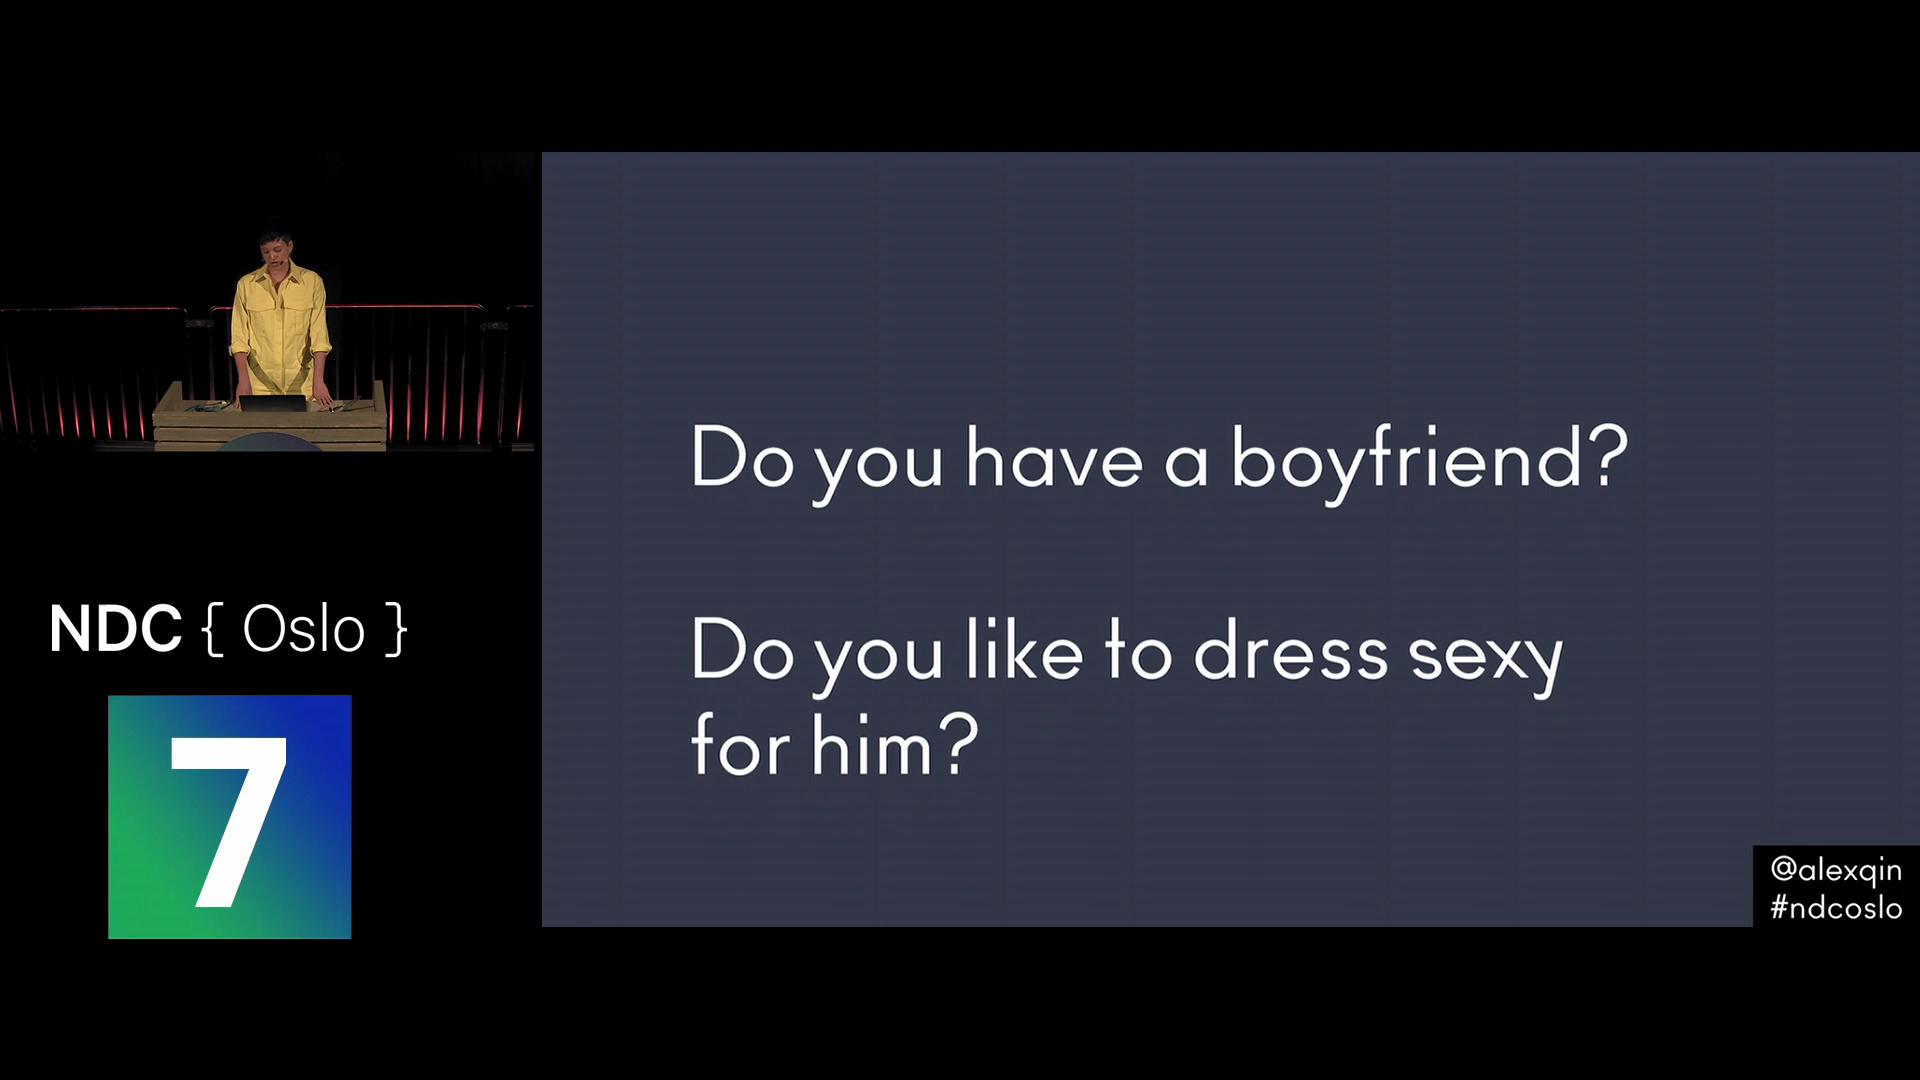 Do you have a boyfriend?
Do you like to dress sexy
for him?
NDC { Oslo }
7
@alexqin
#ndcoslo